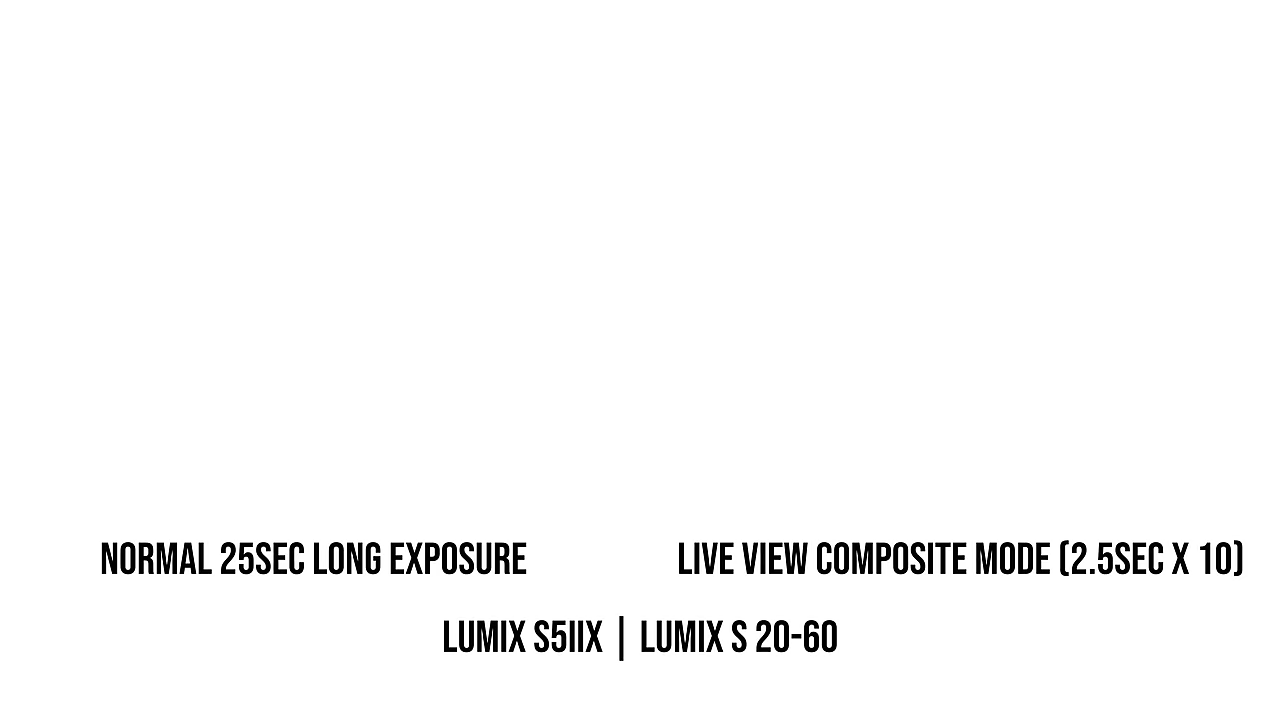 NORMAL 25SEC LONG EXPOSURE
LIVE VIEW COMPOSITE MODE (2.5SEC X 10)
LUMIX S5IIX | LUMIX S 20-60